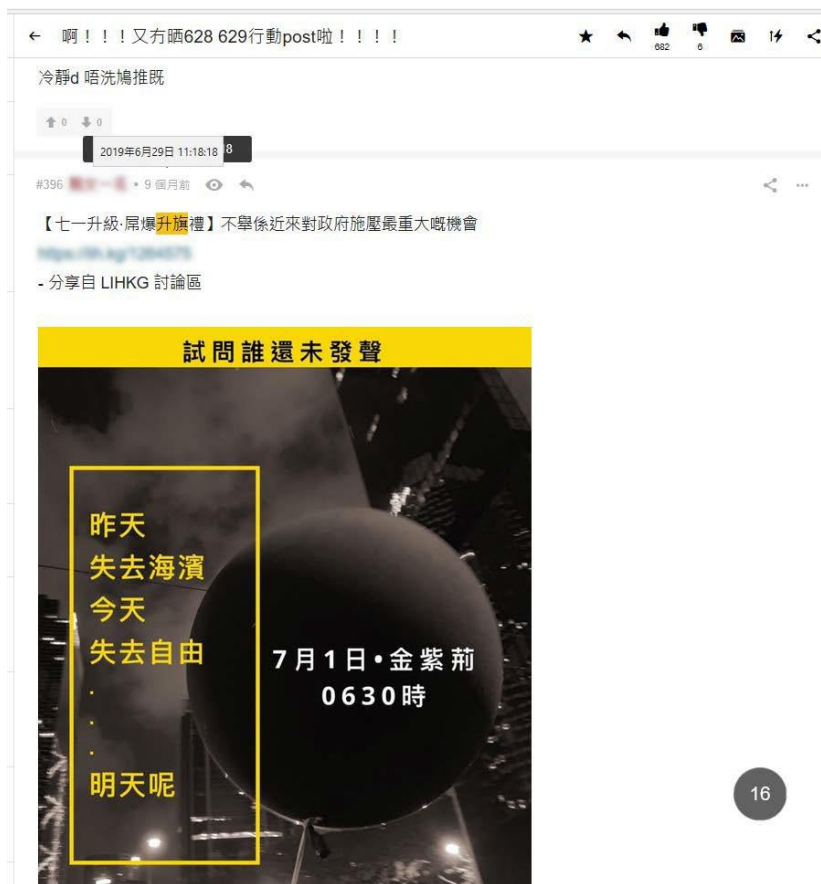 啊！！！又冇晒628 629行動post啦！！！！
682
6
冷靜d 唔洗鳩推既
0 0
2019年6月29日 11:18:18 8
#396 • 9 個月前
【七一升級·屌爆升旗禮】不舉係近來對政府施壓最重大嘅機會
- 分享自 LIHKG 討論區
試問誰還未發聲
昨天
失去海濱
今天
失去自由
.
.
.
明天呢
7月1日•金紫荊
0630時
16